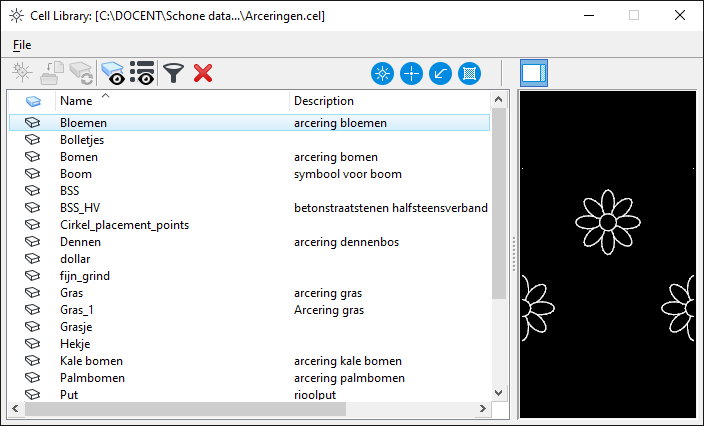 Cell Library: [C:\DOCENT\Schone data...\Arceringen.cel]
File
Name Description
Bloemen arcering bloemen
Bolletjes
Bomen arcering bomen
Boom symbool voor boom
BSS
BSS_HV betonstraatstenen halfsteensverband
Cirkel_placement_points
Dennen arcering dennenbos
dollar
fijn_grind
Gras arcering gras
Gras_1 Arcering gras
Grasje
Hekje
Kale bomen arcering kale bomen
Palmbomen arcering palmbomen
Put rioolput